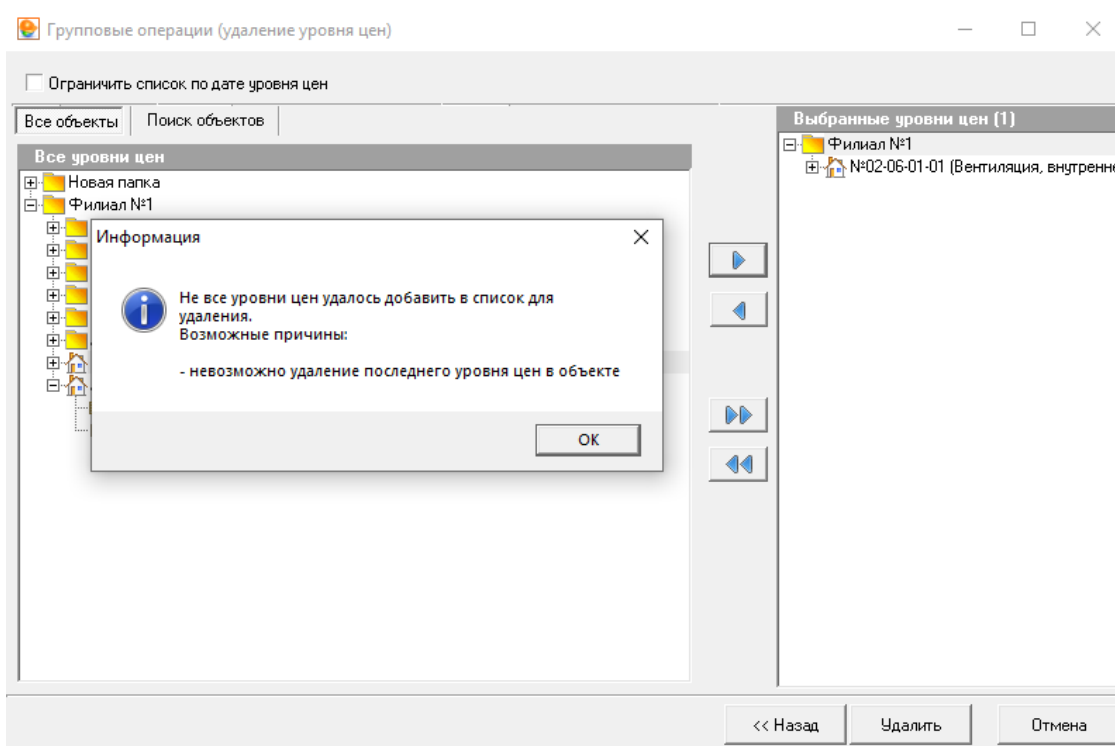 Групповые операции (удаление уровня цен)
Ограничить список по дате уровня цен
Все объекты
Поиск объектов
Все уровни цен
Новая папка
Филиал №1
Информация
Не все уровни цен удалось добавить в список для
удаления.
Возможные причины:
- невозможно удаление последнего уровня цен в объекте
ОК
Выбранные уровни цен (1)
Филиал №1
№02-06-01-01 (Вентиляция, внутренне
<< Назад
Удалить
Отмена